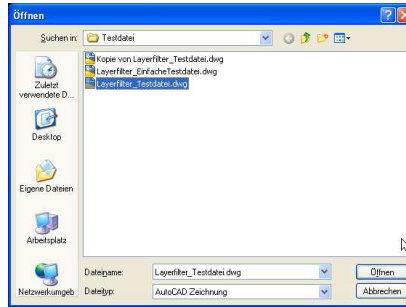 Öffnen
Suchen in:
Testdatei
Kopie von Layerfilter_Testdatei.dwg
Layerfilter_EinfacheTestdatei.dwg
Layerfilter_Testdatei.dwg
Zuletzt
verwendete D...
Desktop
Eigene Dateien
Arbeitsplatz
Netzwerkumgeb
Dateiname:
Layerfilter_Testdatei.dwg
Öffnen
Dateityp:
AutoCAD Zeichnung
Abbrechen